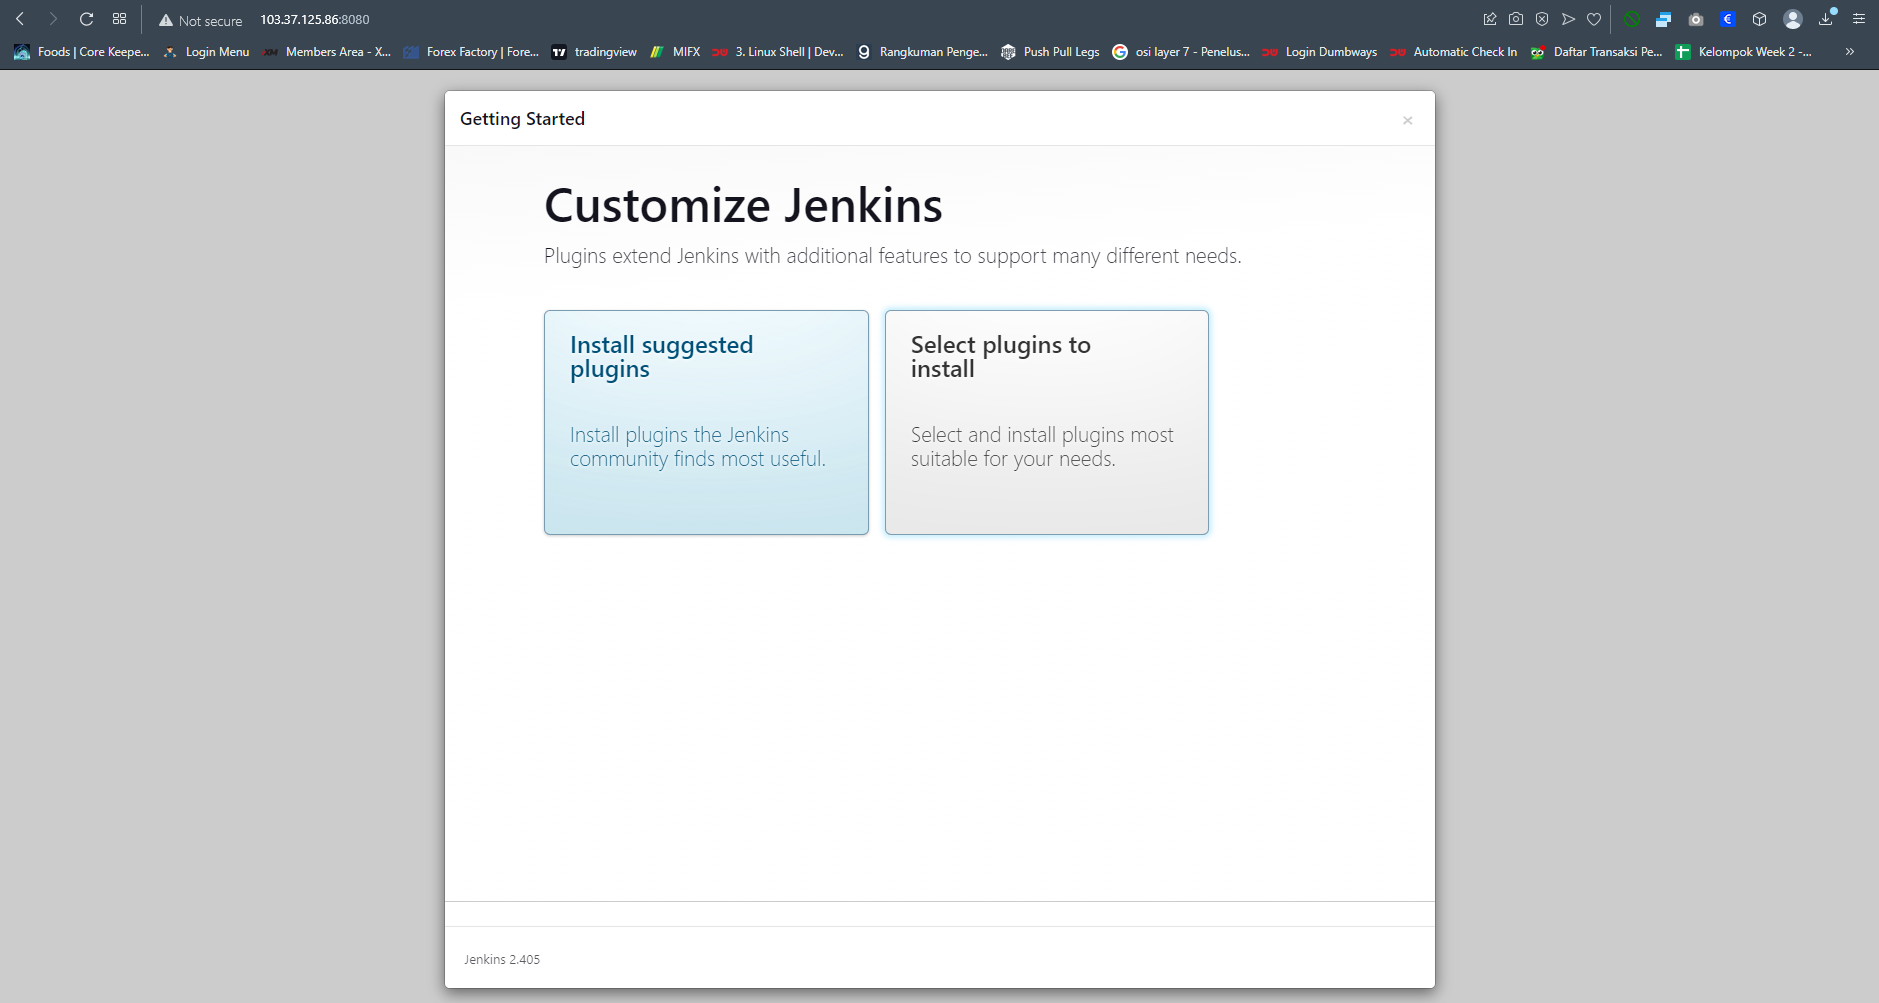 Not secure 103.37.125.86:8080
Foods | Core Keepe... Login Menu XM Members Area - X... Forex Factory | Fore... TV tradingview MIFX 3. Linux Shell | Dev... Rangkuman Penge... Push Pull Legs osi layer 7 - Penelus... Login Dumbways Automatic Check In Daftar Transaksi Pe... Kelompok Week 2 -... »
Getting Started ×
Customize Jenkins
Plugins extend Jenkins with additional features to support many different needs.
Install suggested
plugins
Install plugins the Jenkins
community finds most useful.
Select plugins to
install
Select and install plugins most
suitable for your needs.
Jenkins 2.405